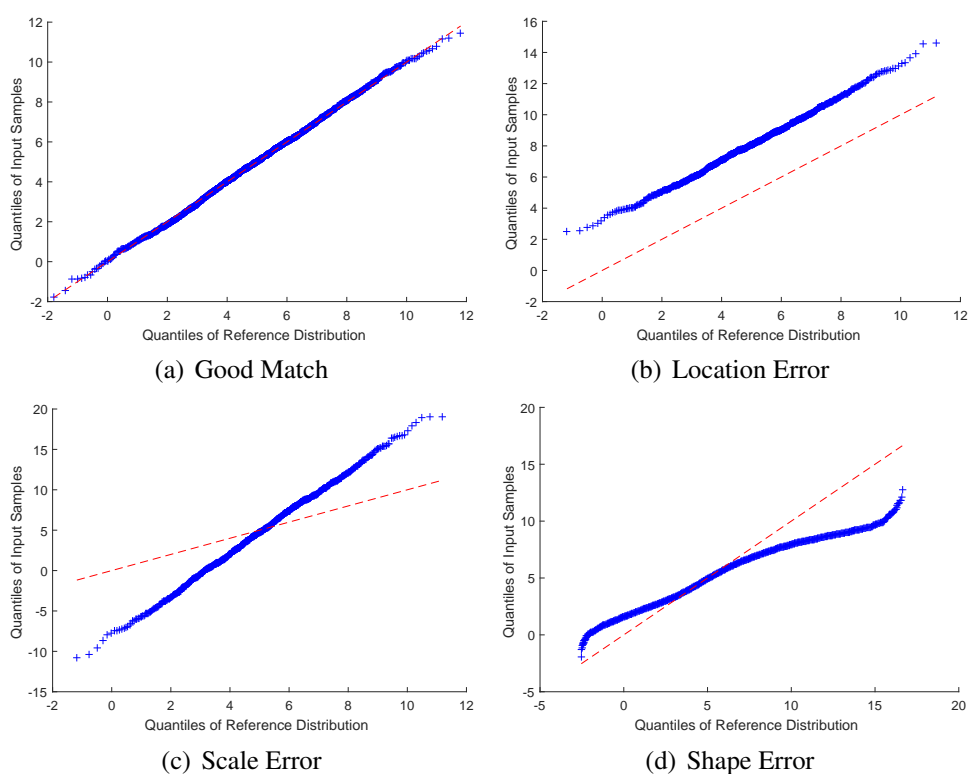 12
10
8
6
4
2
0
-2
-2 0 2 4 6 8 10 12
Quantiles of Input Samples
Quantiles of Reference Distribution
(a) Good Match
16
14
12
10
8
6
4
2
0
-2
-2 0 2 4 6 8 10 12
Quantiles of Input Samples
Quantiles of Reference Distribution
(b) Location Error
20
15
10
5
0
-5
-10
-15
-2 0 2 4 6 8 10 12
Quantiles of Input Samples
Quantiles of Reference Distribution
(c) Scale Error
20
15
10
5
0
-5
-5 0 5 10 15 20
Quantiles of Input Samples
Quantiles of Reference Distribution
(d) Shape Error